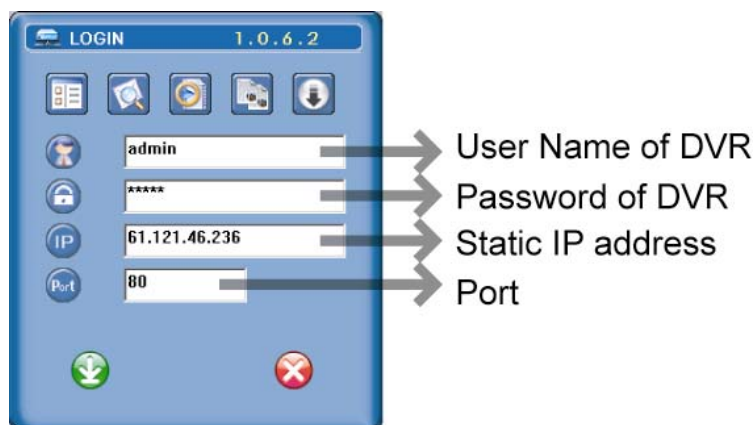 LOGIN 1.0.6.2
admin
User Name of DVR
*****
Password of DVR
IP
61.121.46.236
Static IP address
Port
80
Port